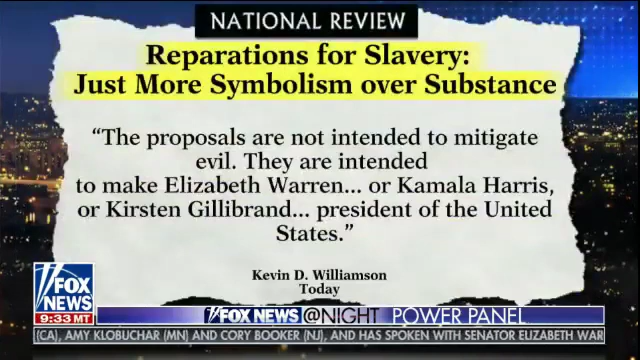 NATIONAL REVIEW
Reparations for Slavery:
Just More Symbolism over Substance
“The proposals are not intended to mitigate
evil. They are intended
to make Elizabeth Warren... or Kamala Harris,
or Kirsten Gillibrand... president of the United
States.”
Kevin D. Williamson
Today
FOX
NEWS
9:33 MT
FOX NEWS @NIGHT POWER PANEL
(CA), AMY KLOBUCHAR (MN) AND CORY BOOKER (NJ), AND HAS SPOKEN WITH SENATOR ELIZABETH WAR